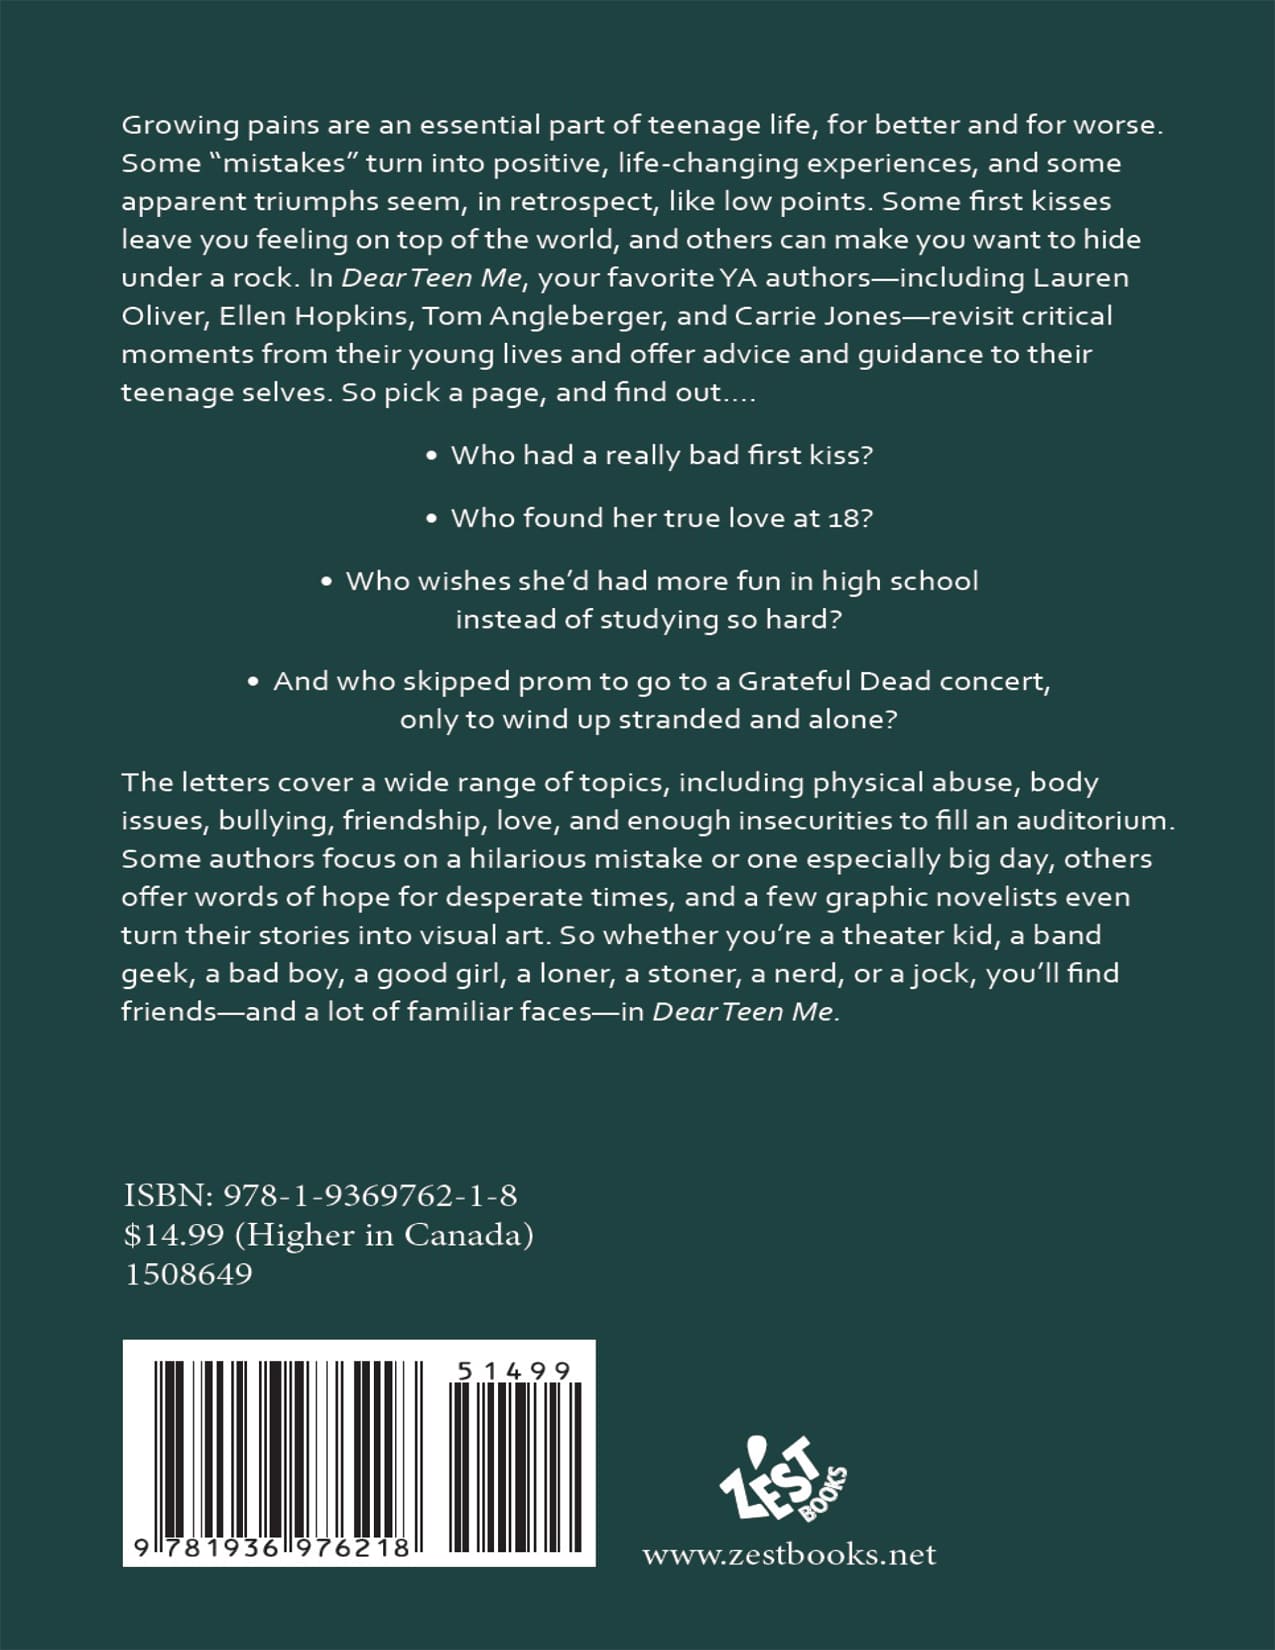 Growing pains are an essential part of teenage life, for better and for worse.
Some “mistakes” turn into positive, life-changing experiences, and some
apparent triumphs seem, in retrospect, like low points. Some first kisses
leave you feeling on top of the world, and others can make you want to hide
under a rock. In Dear Teen Me, your favorite YA authors—including Lauren
Oliver, Ellen Hopkins, Tom Angleberger, and Carrie Jones—revisit critical
moments from their young lives and offer advice and guidance to their
teenage selves. So pick a page, and find out....
• Who had a really bad first kiss?
• Who found her true love at 18?
• Who wishes she’d had more fun in high school
instead of studying so hard?
• And who skipped prom to go to a Grateful Dead concert,
only to wind up stranded and alone?
The letters cover a wide range of topics, including physical abuse, body
issues, bullying, friendship, love, and enough insecurities to fill an auditorium.
Some authors focus on a hilarious mistake or one especially big day, others
offer words of hope for desperate times, and a few graphic novelists even
turn their stories into visual art. So whether you’re a theater kid, a band
geek, a bad boy, a good girl, a loner, a stoner, a nerd, or a jock, you’ll find
friends—and a lot of familiar faces—in Dear Teen Me.
ISBN: 978-1-9369762-1-8
$14.99 (Higher in Canada)
1508649
51499
9 781936 976218
ZEST
BOOKS
www.zestbooks.net